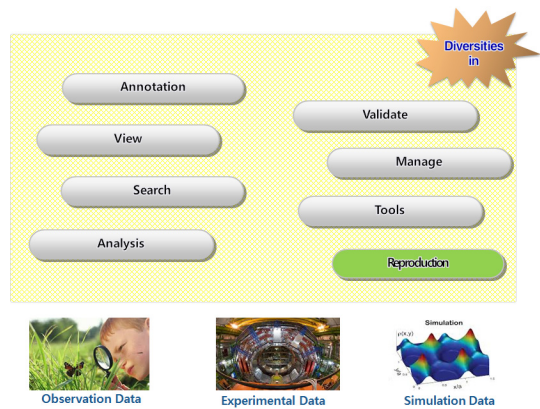 Diversities
in
Annotation
Validate
View
Manage
Search
Tools
Analysis
Reproduction
Simulation
ρ(x,y)
x/a
Observation Data
Experimental Data
Simulation Data